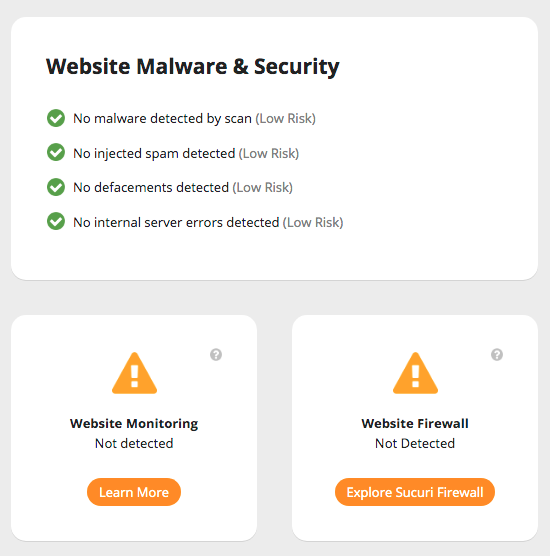 Website Malware & Security
No malware detected by scan (Low Risk)
No injected spam detected (Low Risk)
No defacements detected (Low Risk)
No internal server errors detected (Low Risk)
?
Website Monitoring
Not detected
Learn More
?
Website Firewall
Not Detected
Explore Sucuri Firewall